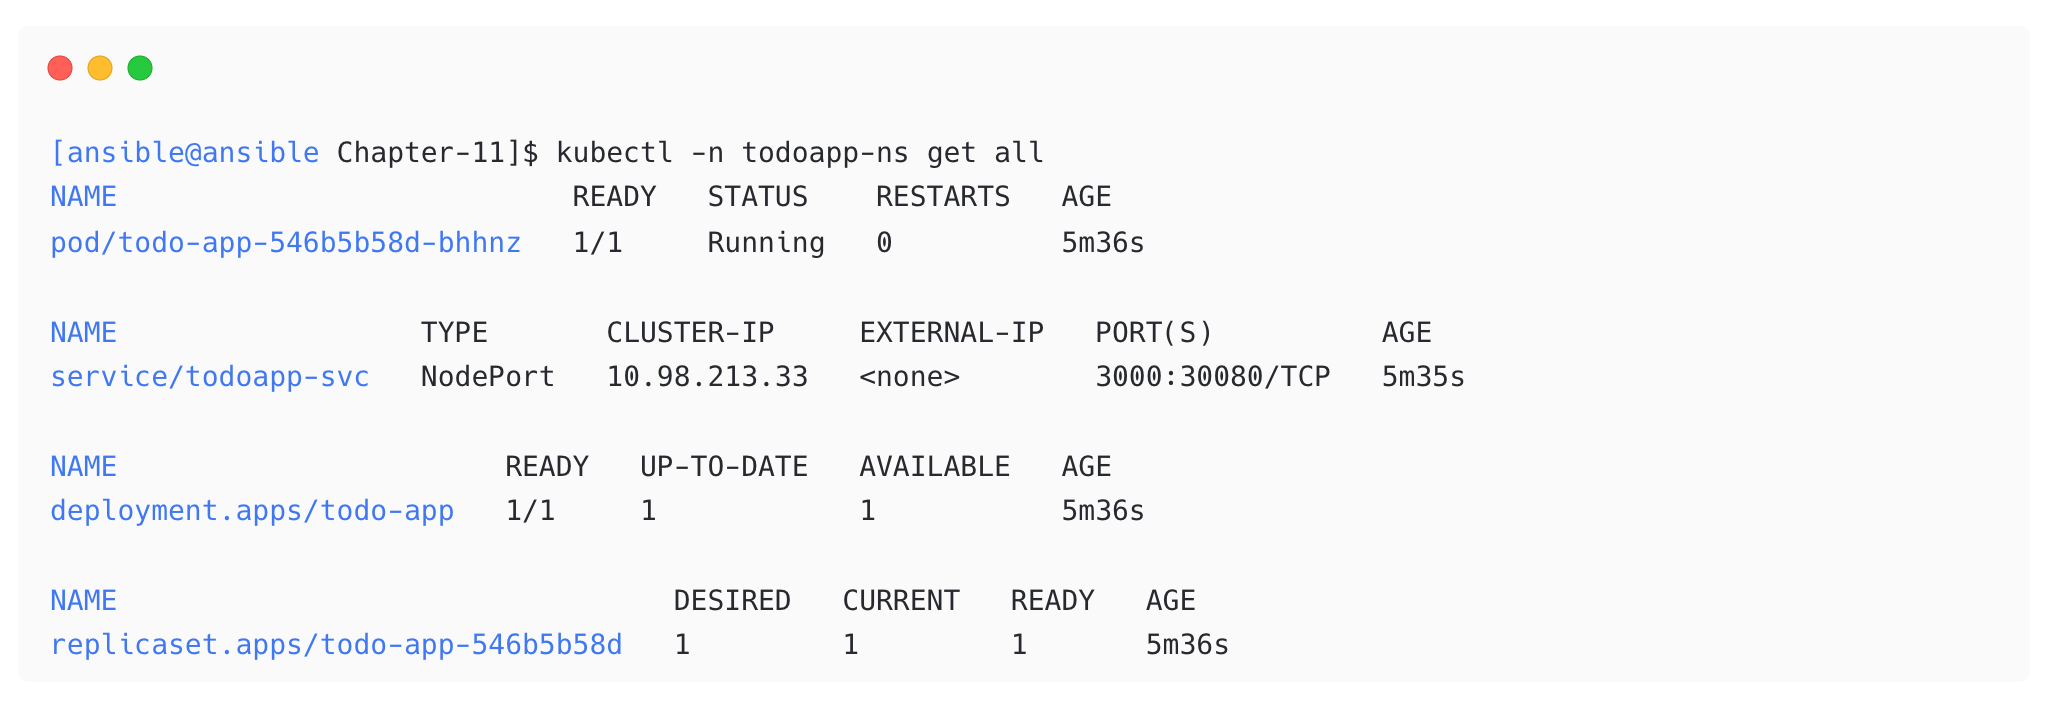 [ansible@ansible Chapter-11]$ kubectl -n todoapp-ns get all
NAME                           READY   STATUS    RESTARTS   AGE
pod/todo-app-546b5b58d-bhhnz   1/1     Running   0          5m36s

NAME                  TYPE       CLUSTER-IP     EXTERNAL-IP   PORT(S)          AGE
service/todoapp-svc   NodePort   10.98.213.33   <none>        3000:30080/TCP   5m35s

NAME                       READY   UP-TO-DATE   AVAILABLE   AGE
deployment.apps/todo-app   1/1     1            1           5m36s

NAME                                 DESIRED   CURRENT   READY   AGE
replicaset.apps/todo-app-546b5b58d   1         1         1       5m36s